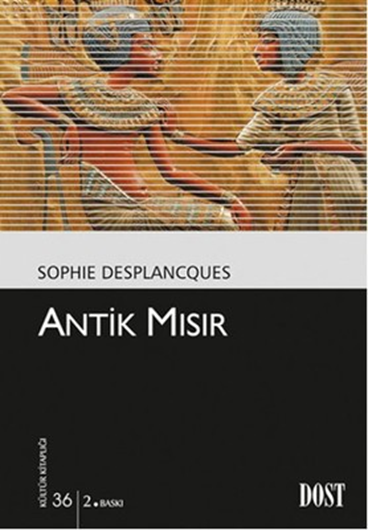 SOPHIE DESPLANCQUES
ANTİK MISIR
KÜLTÜR KİTAPLIĞI
36
2. BASKI
DOST